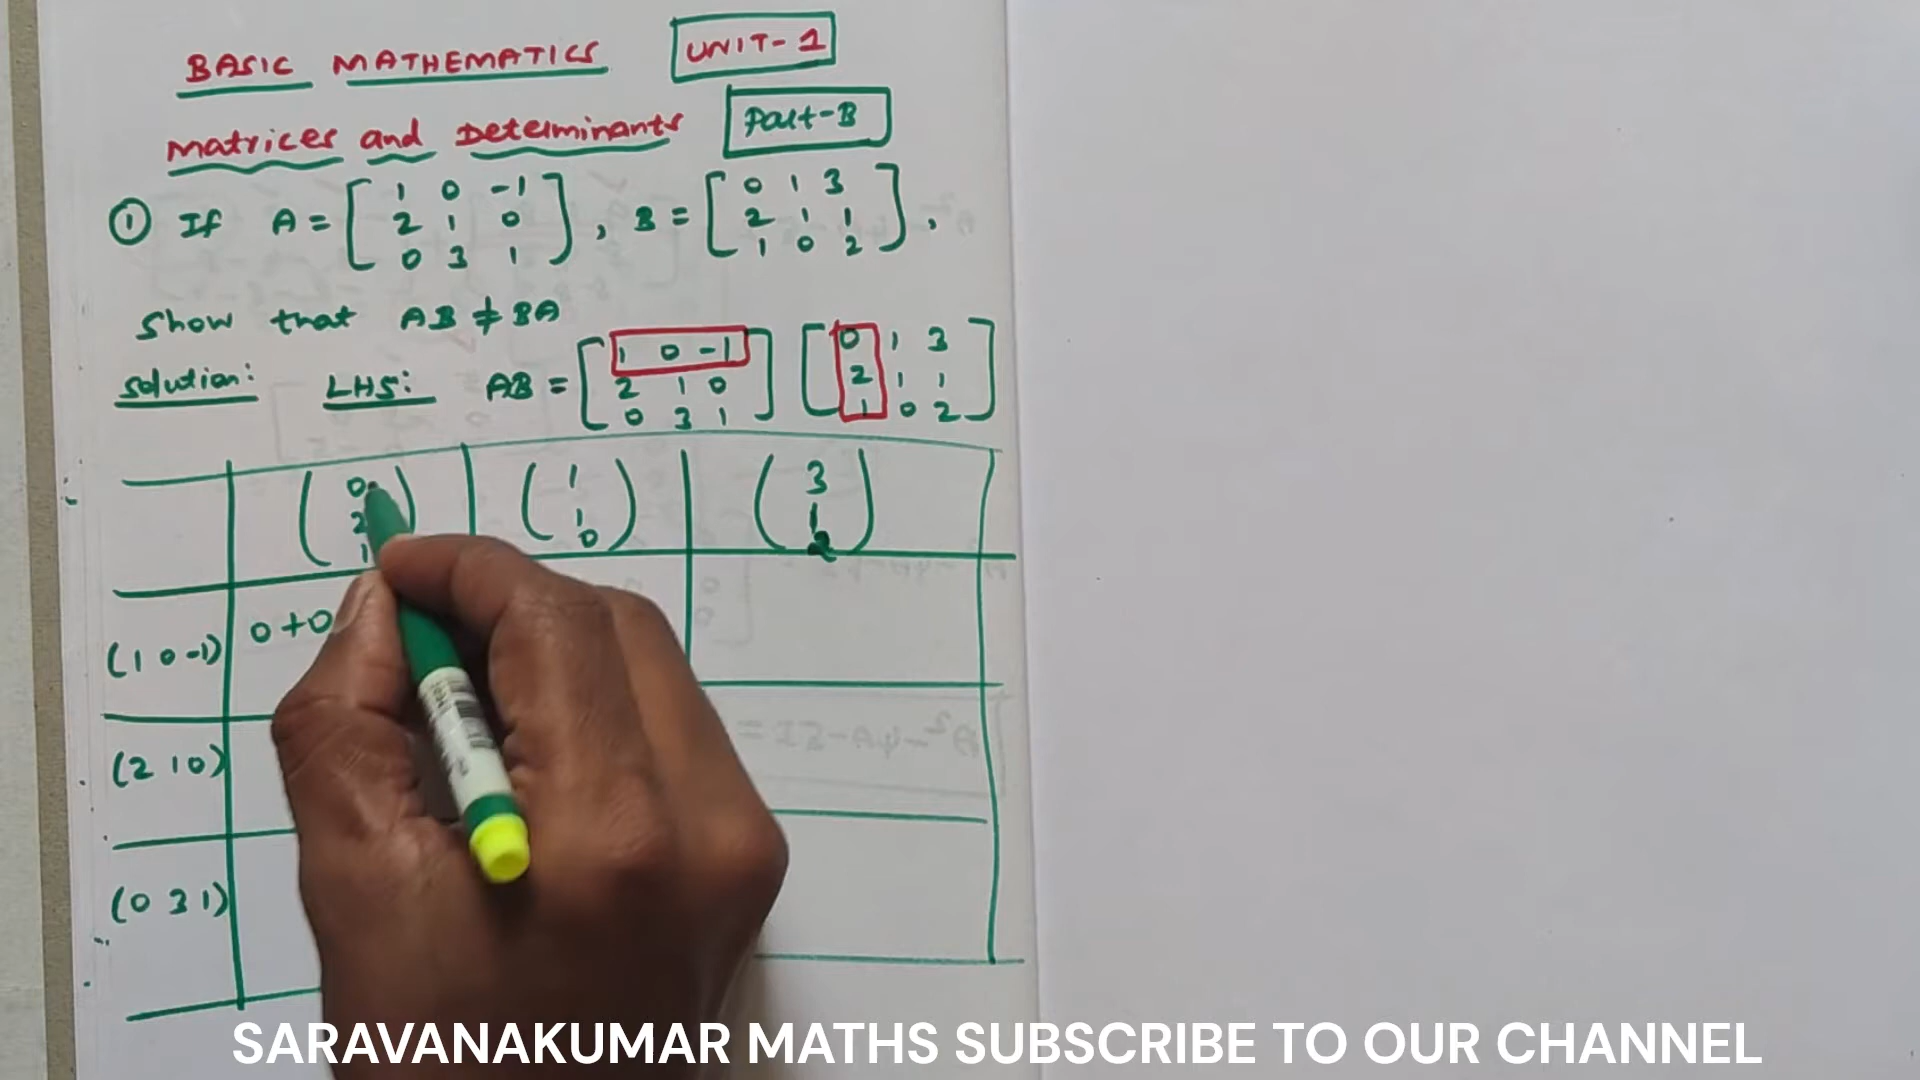 BASIC MATHEMATICS UNIT-1
Matrices and Determinants Part-B
① If A = [ 1 0 -1 ] , B = [ 0 1 3 ] ,
2 1 0 2 1 1
0 3 1 1 0 2
Show that AB ≠ BA
Solution: LHS: AB = [ 1 0 -1 ] [ 0 1 3 ]
2 1 0 2 1 1
0 3 1 1 0 2
( 0 ) ( 1 ) ( 3 )
2 1 1
1 0 2
(1 0 -1) 0+0
(2 1 0)
(0 3 1)
SARAVANAKUMAR MATHS SUBSCRIBE TO OUR CHANNEL